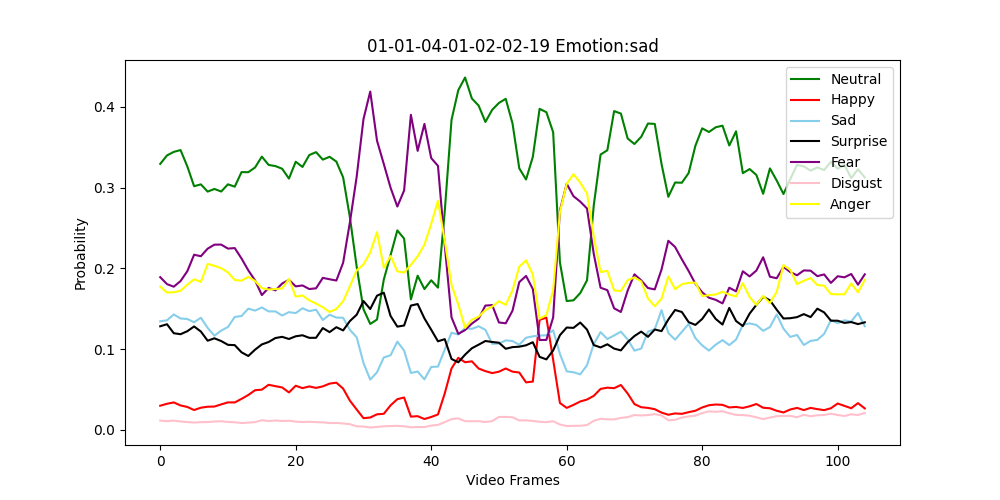 01-01-04-01-02-02-19 Emotion:sad
Probability
0.4
0.3
0.2
0.1
0.0
0
20
40
60
80
100
Video Frames
Neutral
Happy
Sad
Surprise
Fear
Disgust
Anger